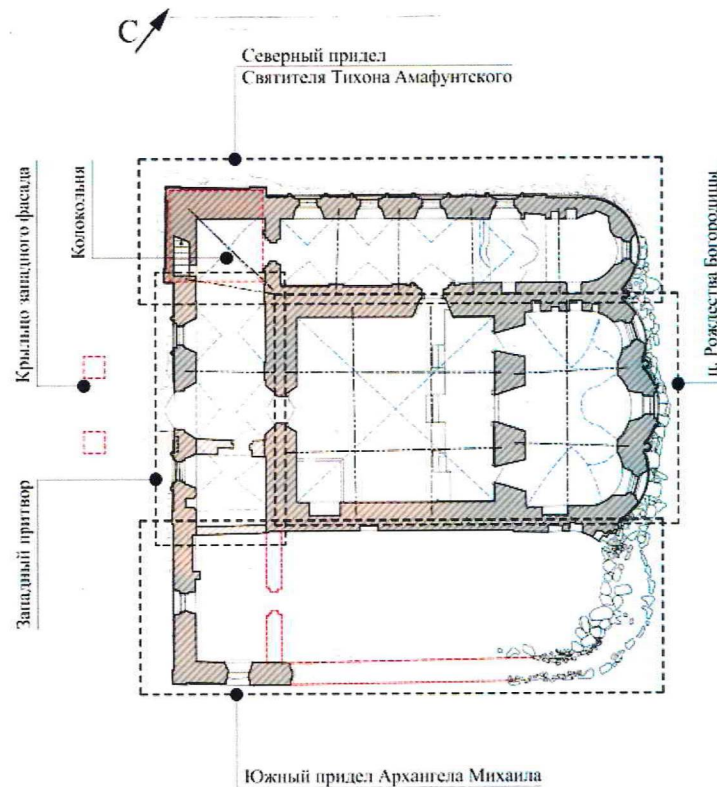 С
Северный придел
Святителя Тихона Амафунтского
Крыльцо западного фасада
Колокольня
Западный притвор
ц. Рождества Богородицы
Южный придел Архангела Михаила